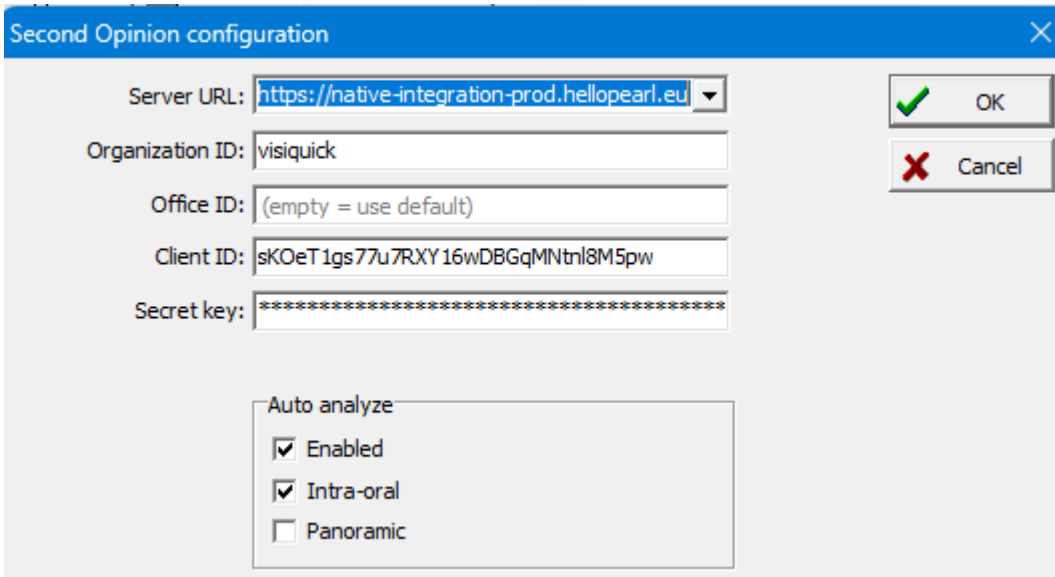 Second Opinion configuration
Server URL: https://native-integration-prod.hellopearl.eu
OK
Organization ID: visiquick
Cancel
Office ID: (empty = use default)
Client ID: sKOeT1gs77u7RXY16wDBGqMNtnl8M5pw
Secret key: ***************************************
Auto analyze
Enabled
Intra-oral
Panoramic